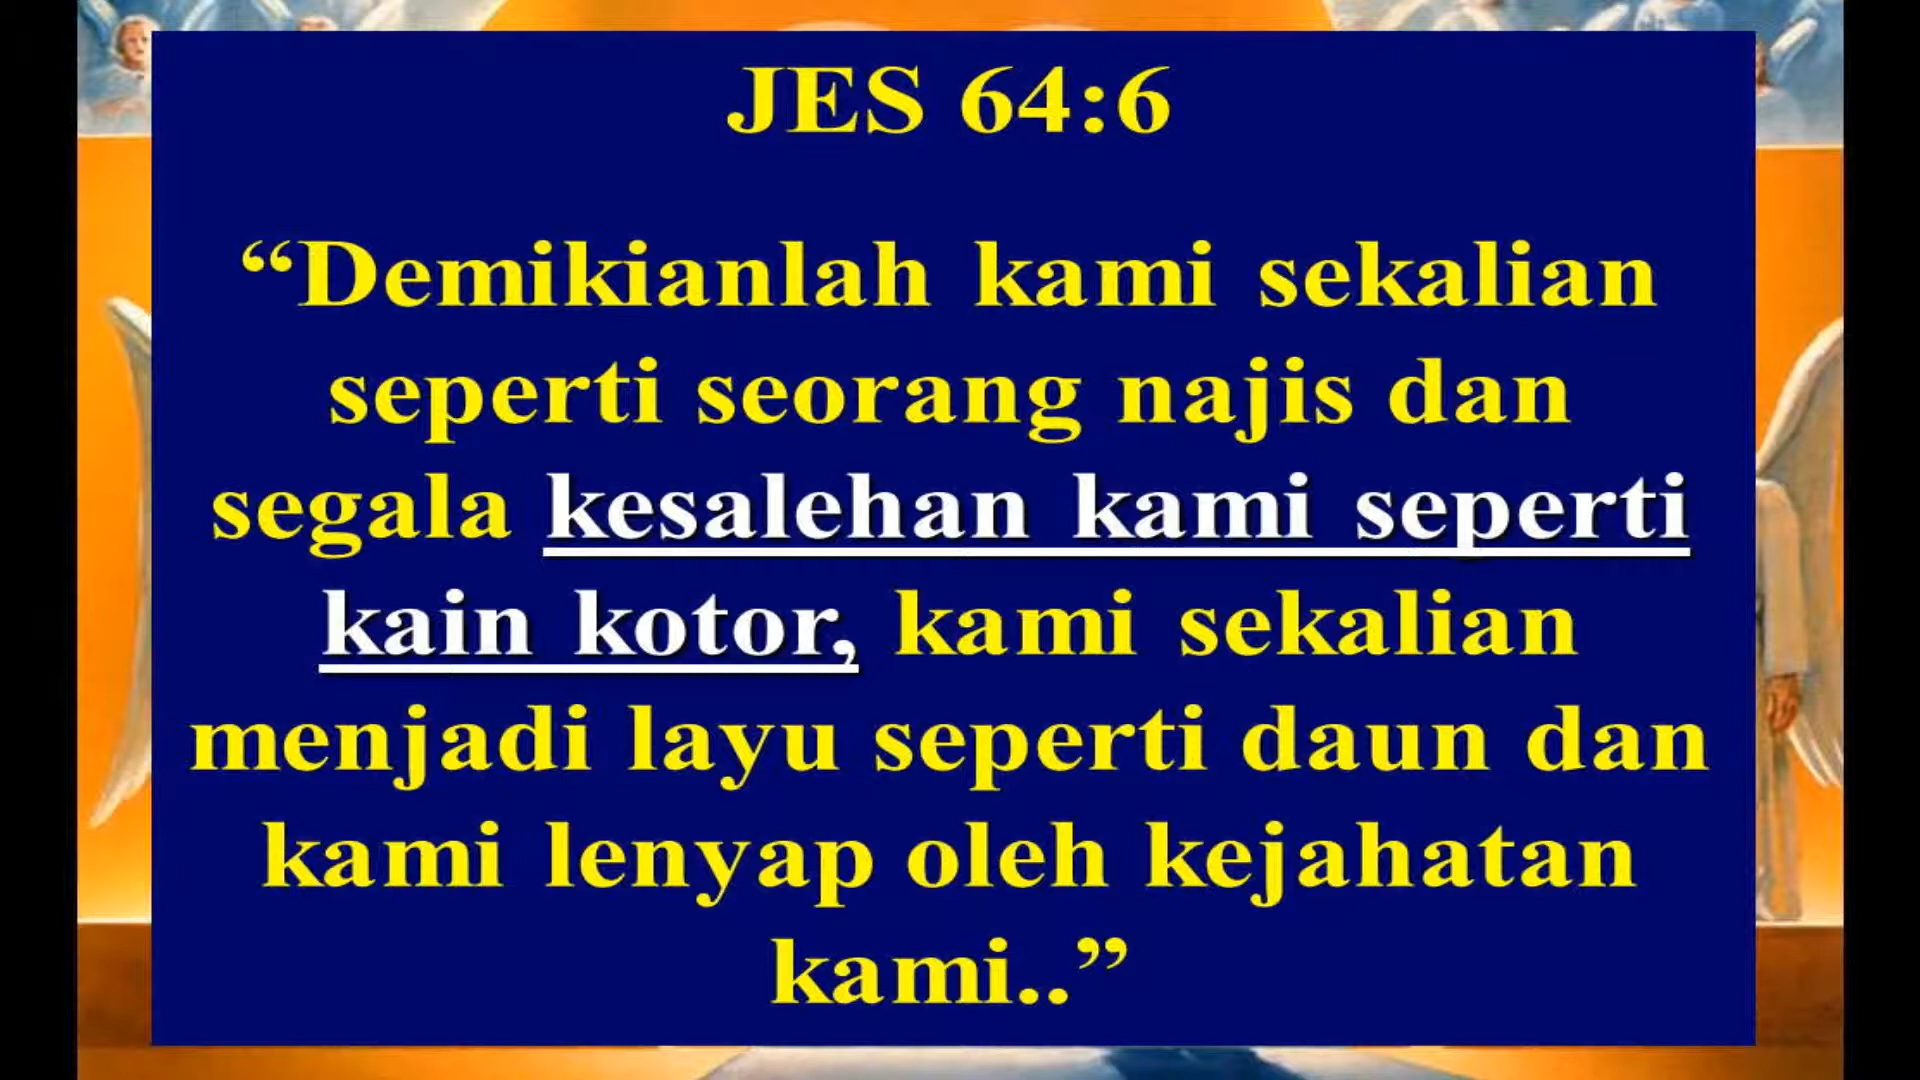 JES 64:6
“Demikianlah kami sekalian
seperti seorang najis dan
segala kesalehan kami seperti
kain kotor, kami sekalian
menjadi layu seperti daun dan
kami lenyap oleh kejahatan
kami..”